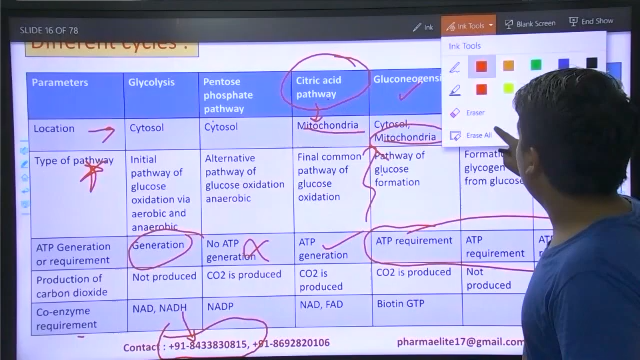 SLIDE 16 OF 78
Ink
Ink Tools
Blank Screen
End Show
Different cycles.
Ink Tools
Eraser
Erase All
Parameters Glycolysis Pentose phosphate pathway Citric acid pathway Gluconeogensis
Location Cytosol Cytosol Mitochondria Cytosol, Mitochondria
Type of pathway Initial pathway of glucose oxidation via aerobic and anaerobic Alternative pathway of glucose oxidation anaerobic Final common pathway of glucose oxidation Pathway of glucose formation glycogen from glucose
ATP Generation or requirement Generation No ATP generation ATP generation ATP requirement ATP requirement
Production of carbon dioxide Not produced CO2 is produced CO2 is produced CO2 is produced Not produced
Co-enzyme requirement NAD, NADH NADP NAD, FAD Biotin GTP
Contact : +91-8433830815, +91-8692820106
pharmaelite17@gmail.com